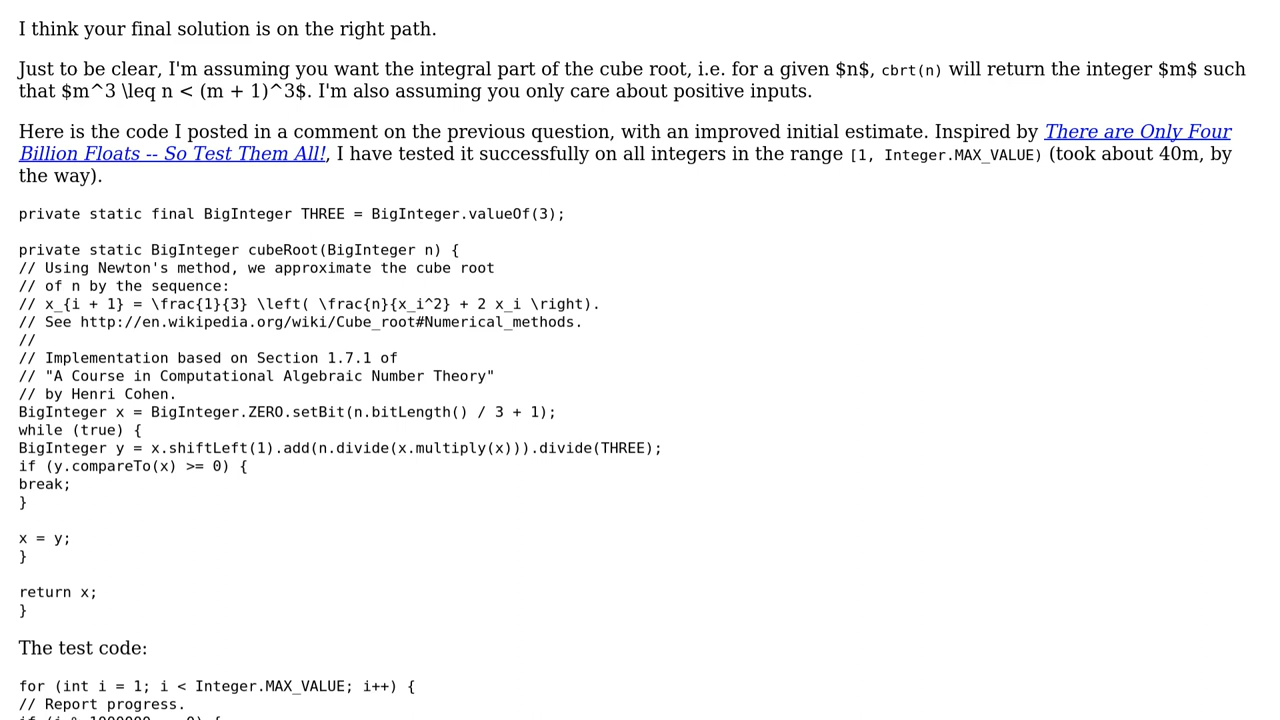 I think your final solution is on the right path.
Just to be clear, I'm assuming you want the integral part of the cube root, i.e. for a given $n$, cbrt(n) will return the integer $m$ such
that $m^3 \leq n < (m + 1)^3$. I'm also assuming you only care about positive inputs.
Here is the code I posted in a comment on the previous question, with an improved initial estimate. Inspired by There are Only Four
Billion Floats -- So Test Them All!, I have tested it successfully on all integers in the range [1, Integer.MAX_VALUE) (took about 40m, by
the way).
private static final BigInteger THREE = BigInteger.valueOf(3);
private static BigInteger cubeRoot(BigInteger n) {
// Using Newton's method, we approximate the cube root
// of n by the sequence:
// x_{i + 1} = \frac{1}{3} \left( \frac{n}{x_i^2} + 2 x_i \right).
// See http://en.wikipedia.org/wiki/Cube_root#Numerical_methods.
//
// Implementation based on Section 1.7.1 of
// "A Course in Computational Algebraic Number Theory"
// by Henri Cohen.
BigInteger x = BigInteger.ZERO.setBit(n.bitLength() / 3 + 1);
while (true) {
BigInteger y = x.shiftLeft(1).add(n.divide(x.multiply(x))).divide(THREE);
if (y.compareTo(x) >= 0) {
break;
}
x = y;
}
return x;
}
The test code:
for (int i = 1; i < Integer.MAX_VALUE; i++) {
// Report progress.